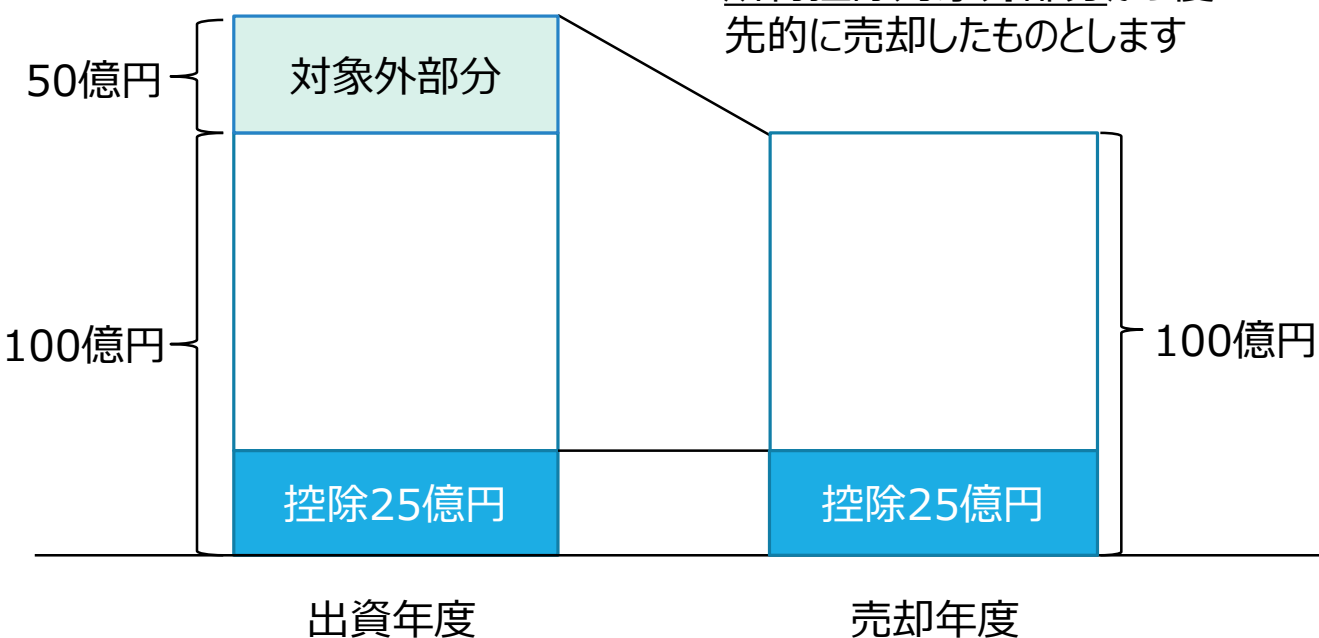 先的に売却したものとします
50億円
対象外部分
100億円
100億円
控除25億円
控除25億円
出資年度
売却年度